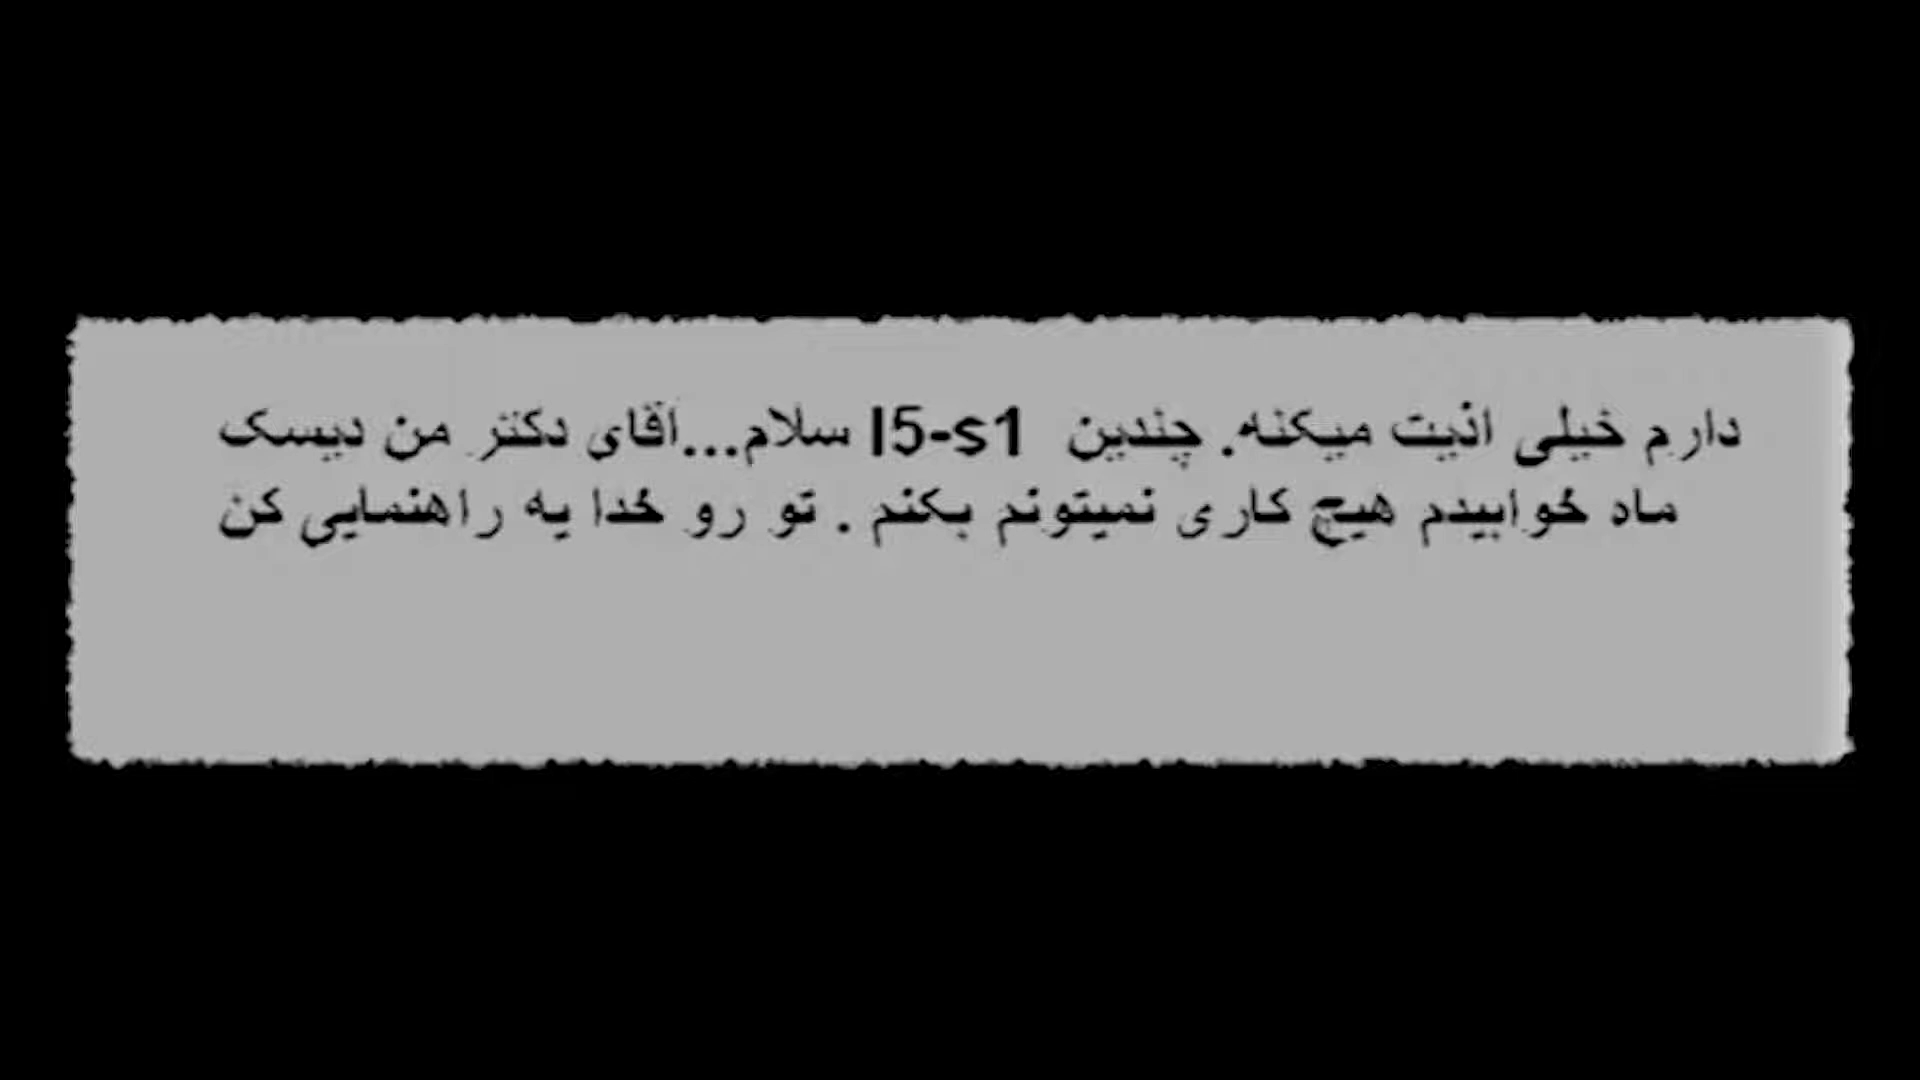 سلام...آقای دکتر من دیسک l5-s1 دارم خیلی اذیت میکنه. چندین
ماه خوابیدم هیچ کاری نمیتونم بکنم . تو رو خدا یه راهنمایی کن